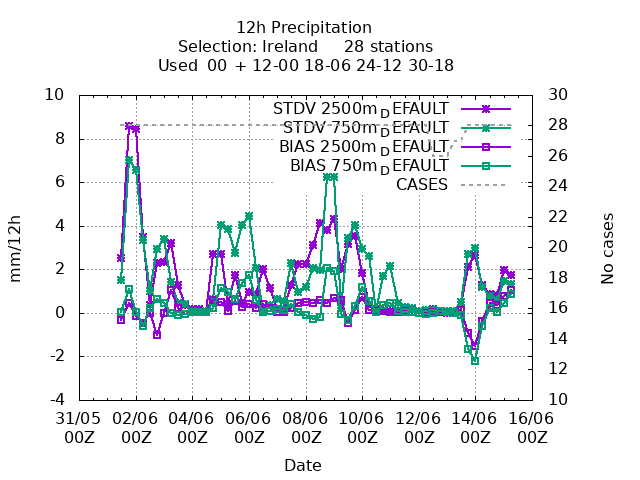 12h Precipitation
Selection: Ireland 28 stations
Used 00 + 12-00 18-06 24-12 30-18
STDV 2500m_DEFAULT
STDV 750m_DEFAULT
BIAS 2500m_DEFAULT
BIAS 750m_DEFAULT
CASES
10
8
6
4
2
0
-2
-4
mm/12h
30
28
26
24
22
20
18
16
14
12
10
No cases
31/05 02/06 04/06 06/06 08/06 10/06 12/06 14/06 16/06
00Z 00Z 00Z 00Z 00Z 00Z 00Z 00Z 00Z
Date